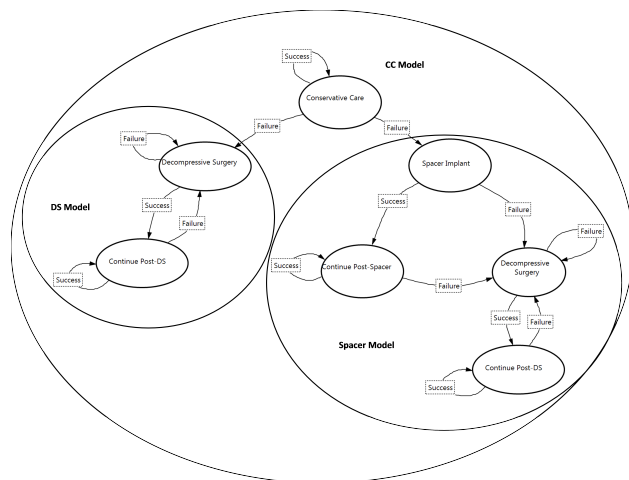 Success
CC Model
Conservative Care
Failure
Failure
Failure
Decompressive Surgery
Spacer Implant
DS Model
Success
Failure
Success
Failure
Failure
Continue Post-DS
Success
Success
Continue Post-Spacer
Decompressive
Surgery
Failure
Success
Failure
Spacer Model
Continue Post-DS
Success